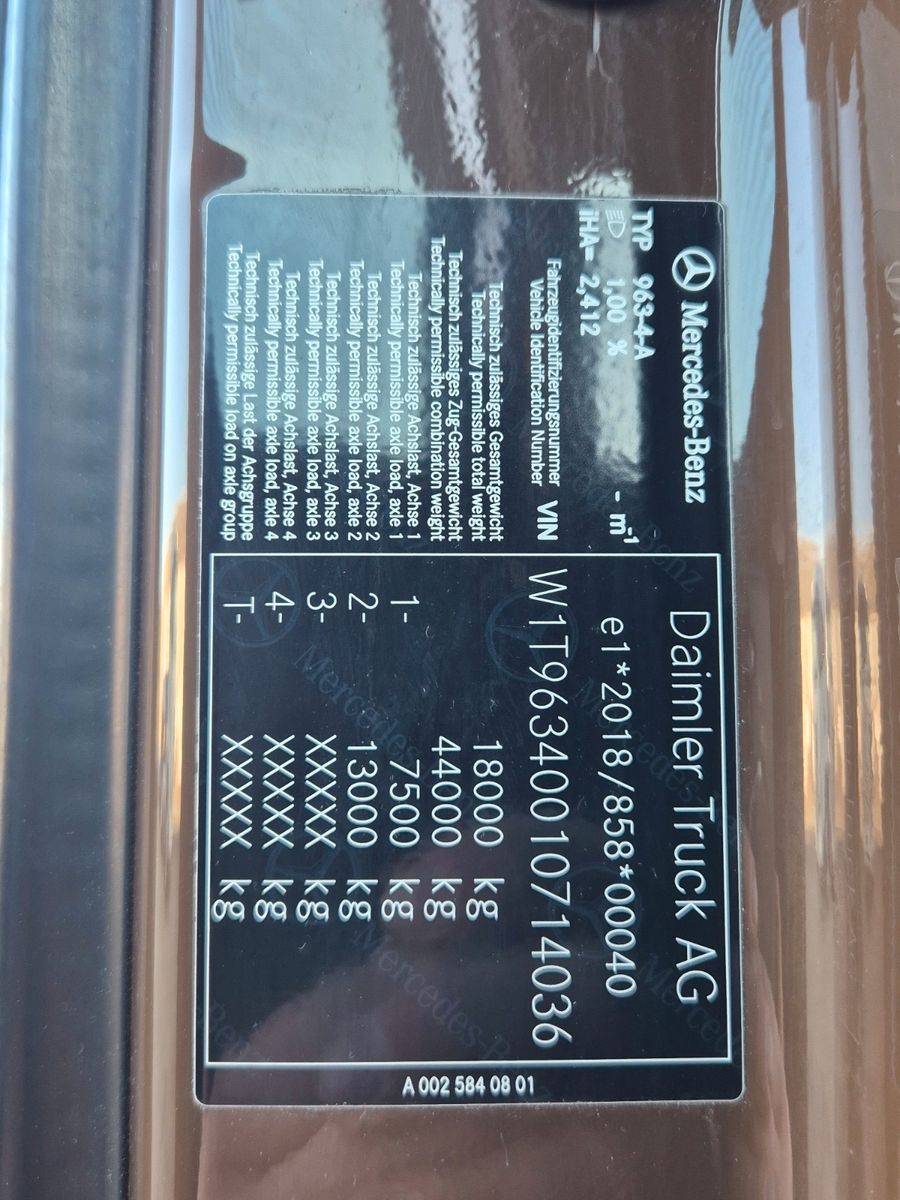 Mercedes-Benz
Daimler Truck AG
TYP 963-4-A
1,00 % - m⁻¹ e1*2018/858*00040
iHA= 2,412
Fahrzeugidentifizierungsnummer
Vehicle Identification Number VIN W1T96340010714036
Technisch zulässiges Gesamtgewicht
Technically permissible total weight 18000 kg
Technisch zulässiges Zug-Gesamtgewicht
Technically permissible combination weight 44000 kg
Technisch zulässige Achslast, Achse 1
Technically permissible axle load, axle 1 1- 7500 kg
Technisch zulässige Achslast, Achse 2
Technically permissible axle load, axle 2 2- 13000 kg
Technisch zulässige Achslast, Achse 3
Technically permissible axle load, axle 3 3- XXXXX kg
Technisch zulässige Achslast, Achse 4
Technically permissible axle load, axle 4 4- XXXXX kg
Technisch zulässige Last der Achsgruppe
Technically permissible load on axle group T- XXXXX kg
A 002 584 08 01